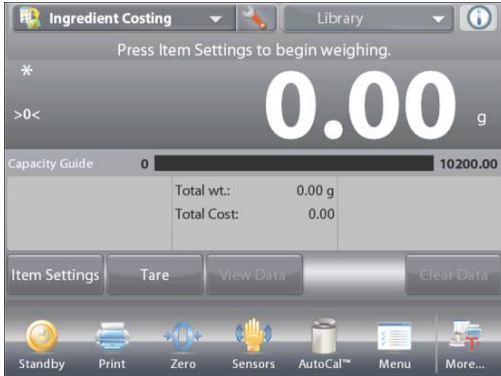 Ingredient Costing Library
Press Item Settings to begin weighing.
*
>0< 0.00 g
Capacity Guide 0 10200.00
Total wt.: 0.00 g
Total Cost: 0.00
Item Settings Tare View Data Clear Data
Standby Print Zero Sensors AutoCal™ Menu More...